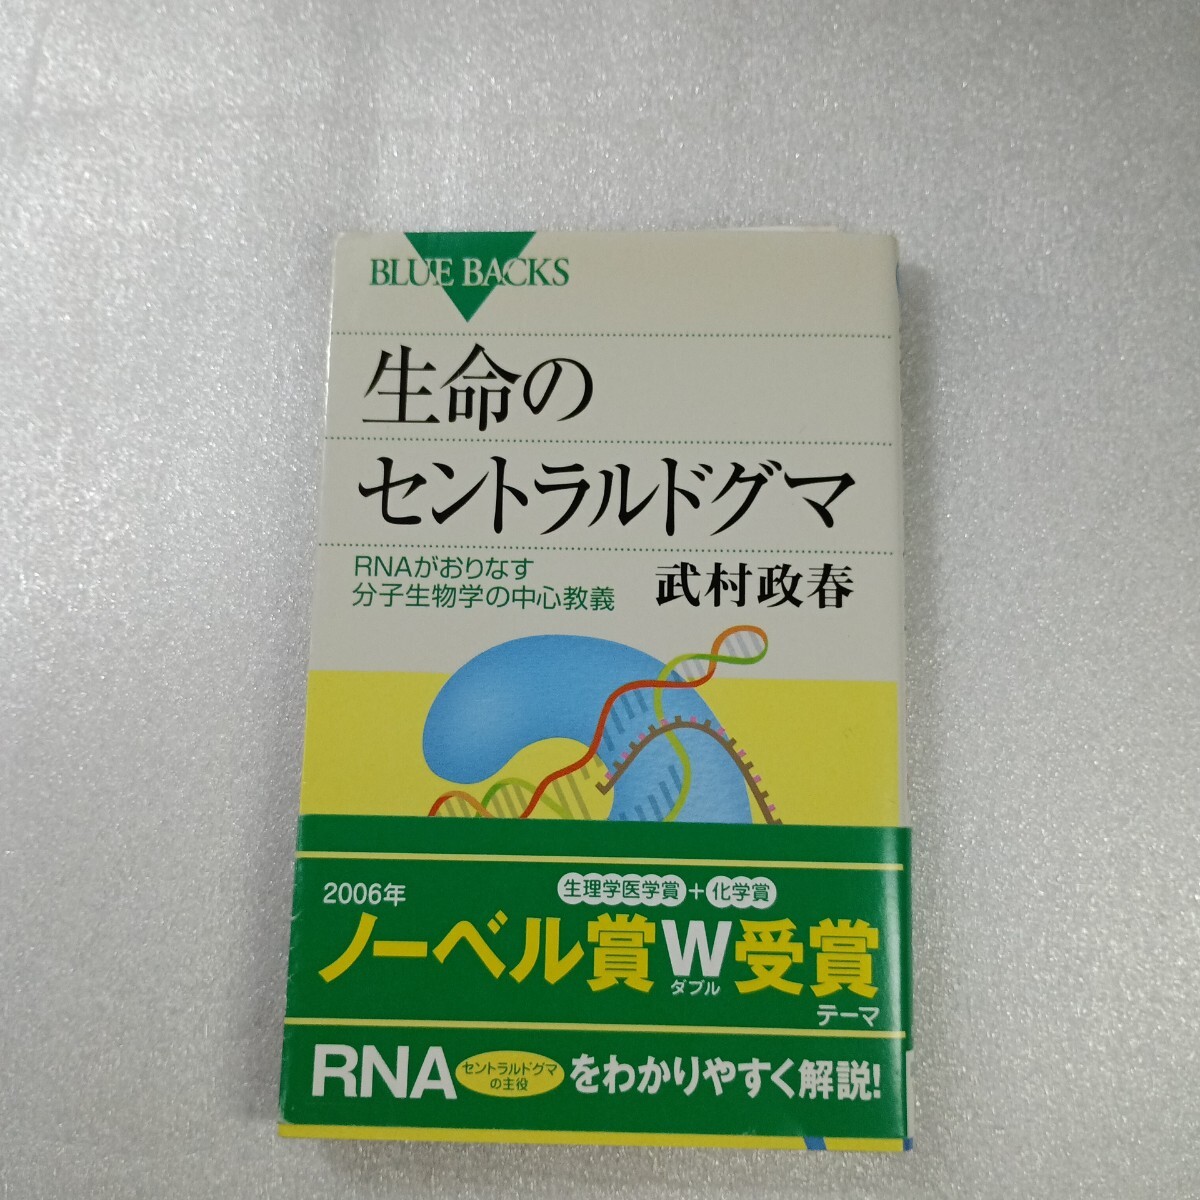 BLUE BACKS
生命の
セントラルドグマ
RNAがおりなす
分子生物学の中心教義
武村政春
生理学医学賞+化学賞
2006年
ノーベル賞W受賞
ダブル
テーマ
RNAセントラルドグマの主役をわかりやすく解説!